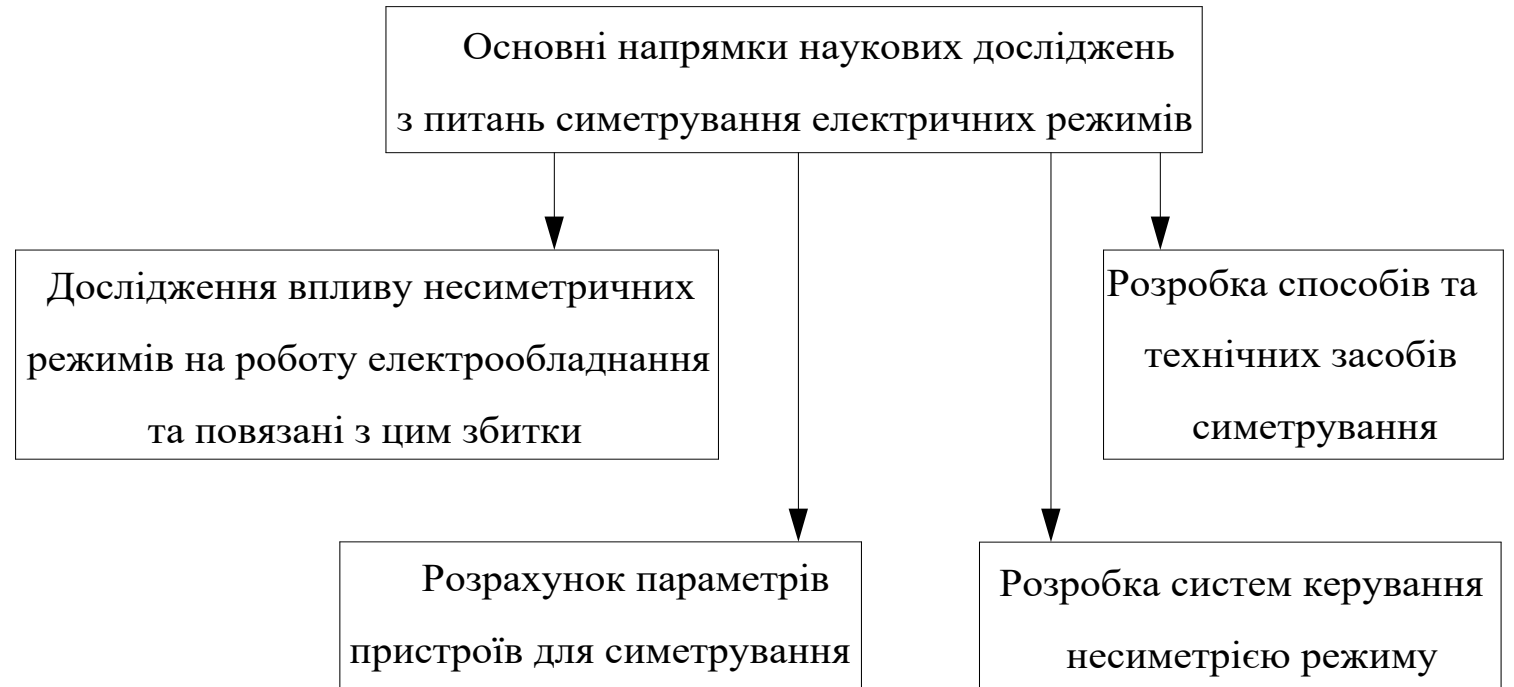 Основні напрямки наукових досліджень
з питань симетрування електричних режимів
Дослідження впливу несиметричних
режимів на роботу електрообладнання
та повязані з цим збитки
Розробка способів та
технічних засобів
симетрування
Розрахунок параметрів
пристроїв для симетрування
Розробка систем керування
несиметрією режиму